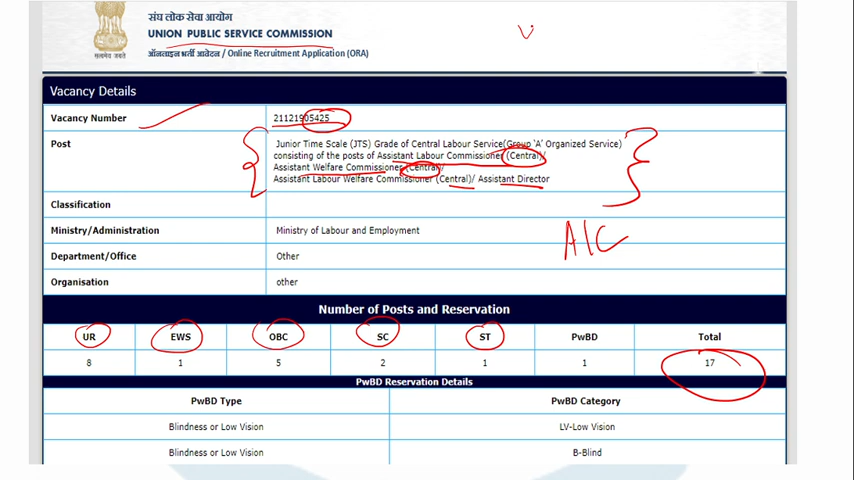 संघ लोक सेवा आयोग
UNION PUBLIC SERVICE COMMISSION
ऑनलाइन भर्ती आवेदन / Online Recruitment Application (ORA)
सत्यमेव जयते
Vacancy Details
Vacancy Number 21121905425
Post Junior Time Scale (JTS) Grade of Central Labour Service(Group 'A' Organized Service)
consisting of the posts of Assistant Labour Commissioner (Central)/
Assistant Welfare Commissioner (Central)/
Assistant Labour Welfare Commissioner (Central)/ Assistant Director
Classification
Ministry/Administration Ministry of Labour and Employment
Department/Office Other
Organisation other
Number of Posts and Reservation
UR EWS OBC SC ST PwBD Total
8 1 5 2 1 1 17
PwBD Reservation Details
PwBD Type PwBD Category
Blindness or Low Vision LV-Low Vision
Blindness or Low Vision B-Blind